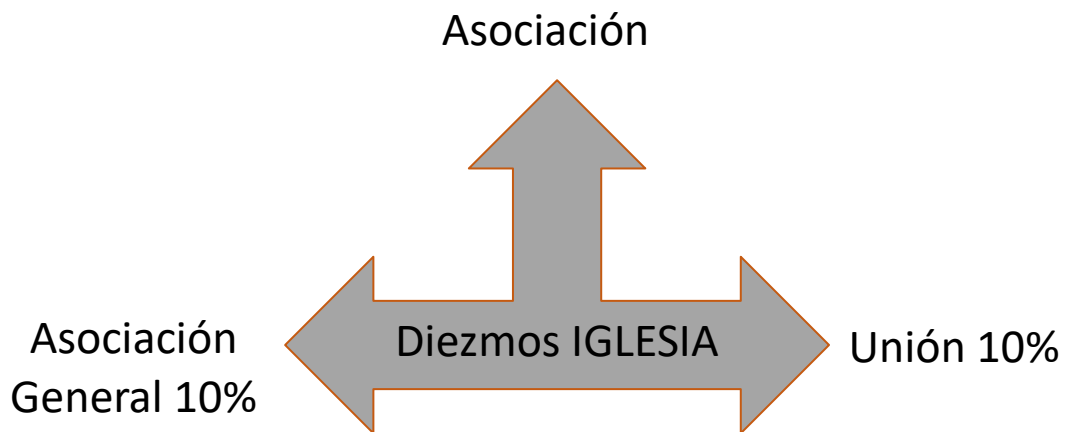 Asociación
Diezmos IGLESIA
Asociación
General 10%
Unión 10%